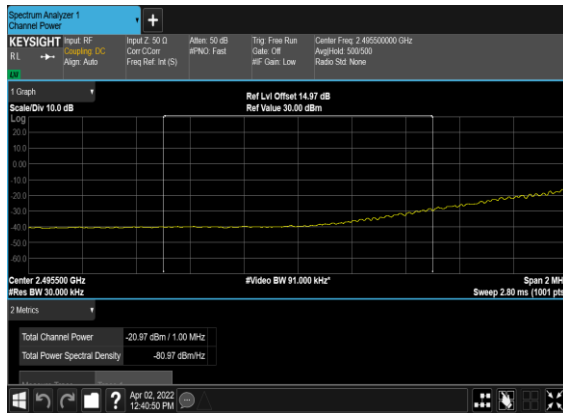 Spectrum Analyzer 1
Channel Power
+
KEYSIGHT Input: RF Input Z: 50 Ω Atten: 50 dB Trig: Free Run Center Freq: 2.495500000 GHz
R L Coupling: DC Corr CCorr #PNO: Fast Gate: Off Avg|Hold: 500/500
Align: Auto Freq Ref: Int (S) #IF Gain: Low Radio Std: None
1 Graph
Ref Lvl Offset 14.97 dB
Scale/Div 10.0 dB Ref Value 30.00 dBm
Log
20.0
10.0
0.00
-10.0
-20.0
-30.0
-40.0
-50.0
-60.0
Center 2.495500 GHz #Video BW 91.000 kHz* Span 2 MH
#Res BW 30.000 kHz Sweep 2.80 ms (1001 pts
2 Metrics
Total Channel Power -20.97 dBm / 1.00 MHz
Total Power Spectral Density -80.97 dBm/Hz
?
Apr 02, 2022
12:40:50 PM